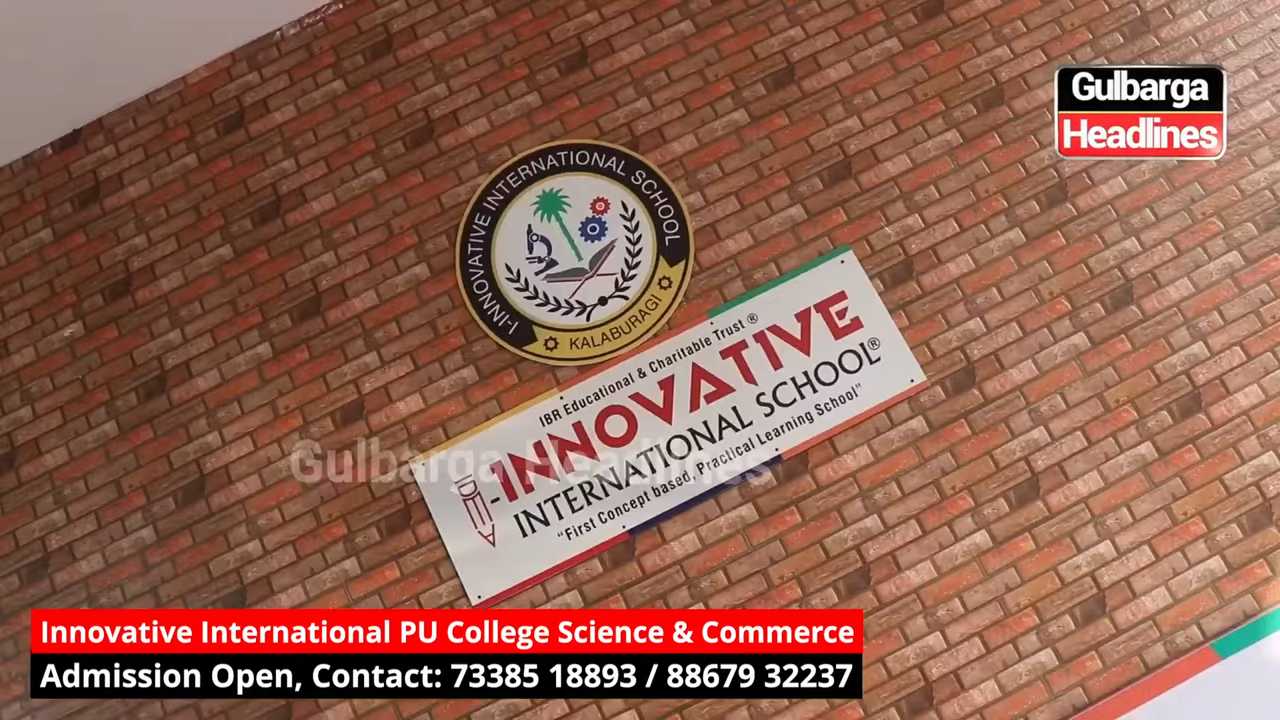 Gulbarga
Headlines
I-INNOVATIVE INTERNATIONAL SCHOOL
KALABURAGI
IBR Educational & Charitable Trust ®
I-INNOVATIVE
INTERNATIONAL SCHOOL®
"First Concept based, Practical Learning School"
Gulbarga Headlines
Innovative International PU College Science & Commerce
Admission Open, Contact: 73385 18893 / 88679 32237